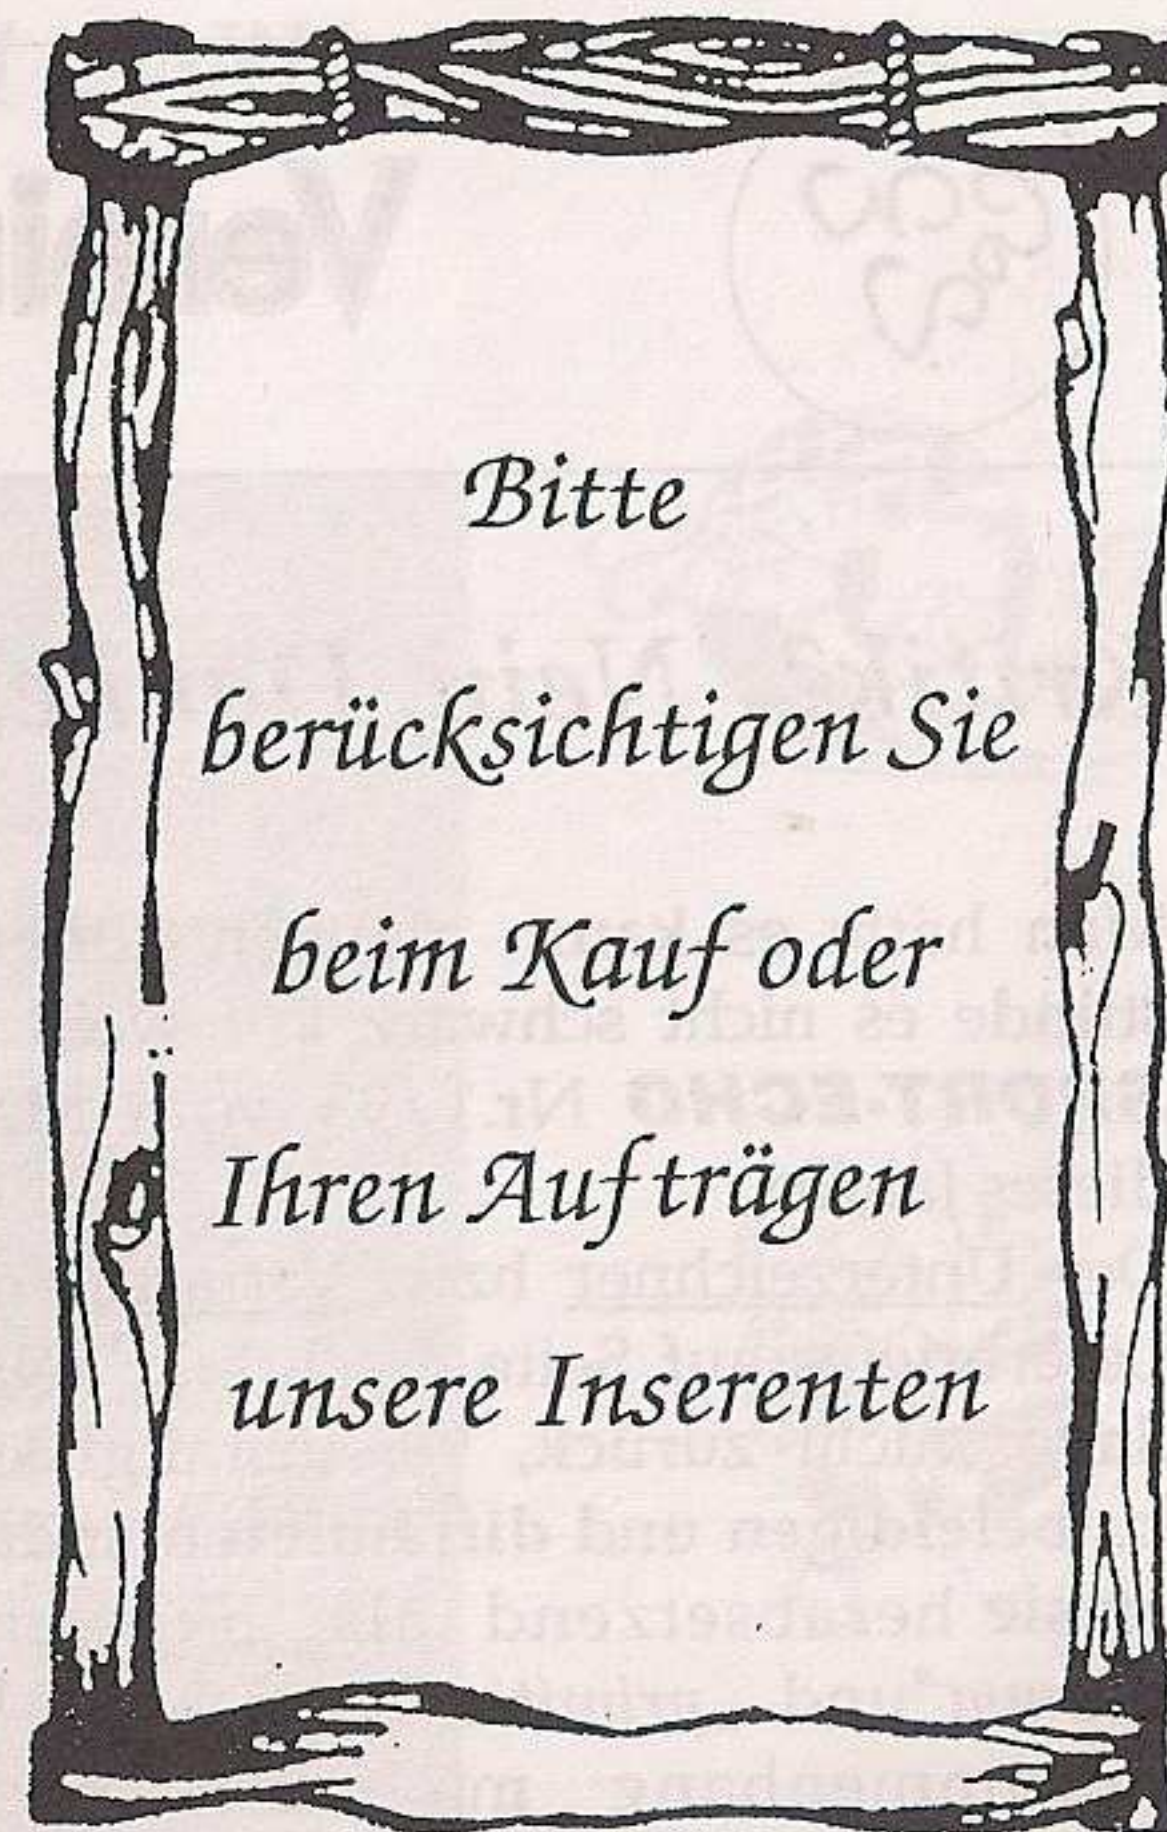 Bitte
berücksichtigen Sie
beim Kauf oder
Ihren Aufträgen
unsere Inserenten